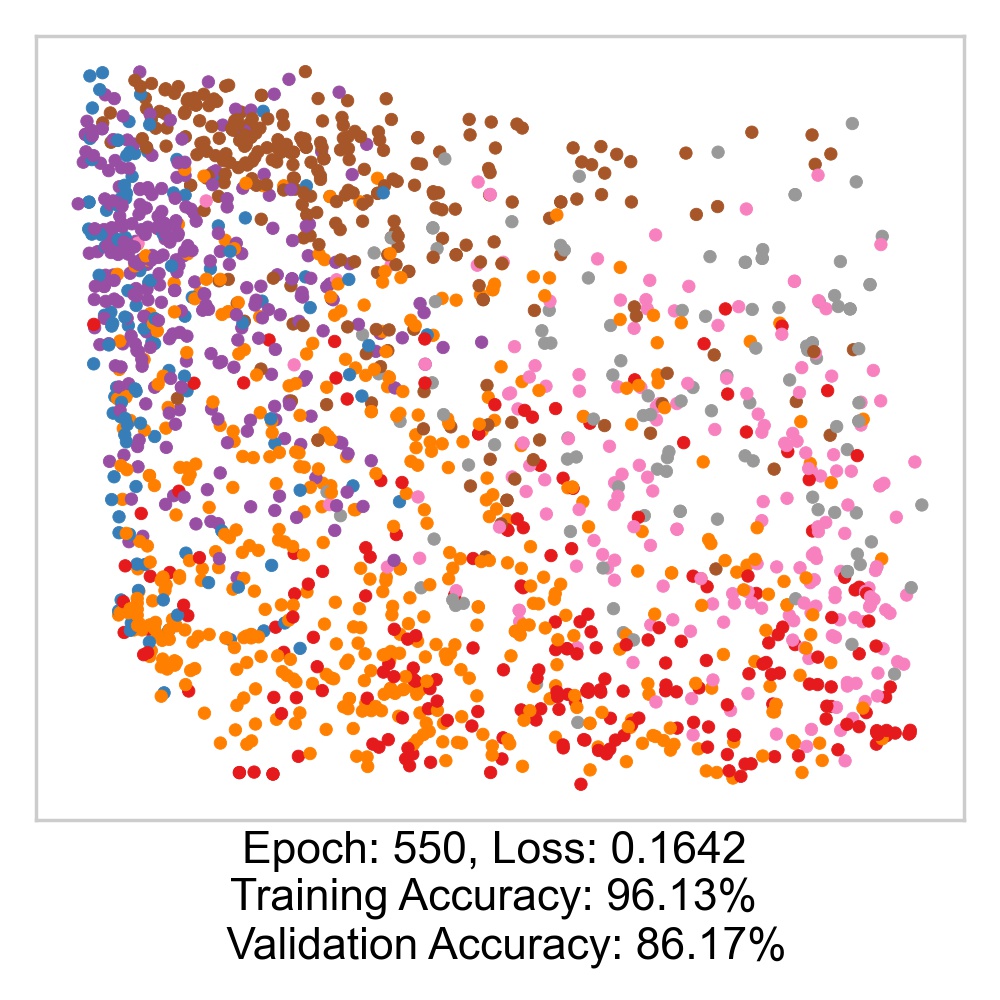 Epoch: 550, Loss: 0.1642
Training Accuracy: 96.13%
Validation Accuracy: 86.17%